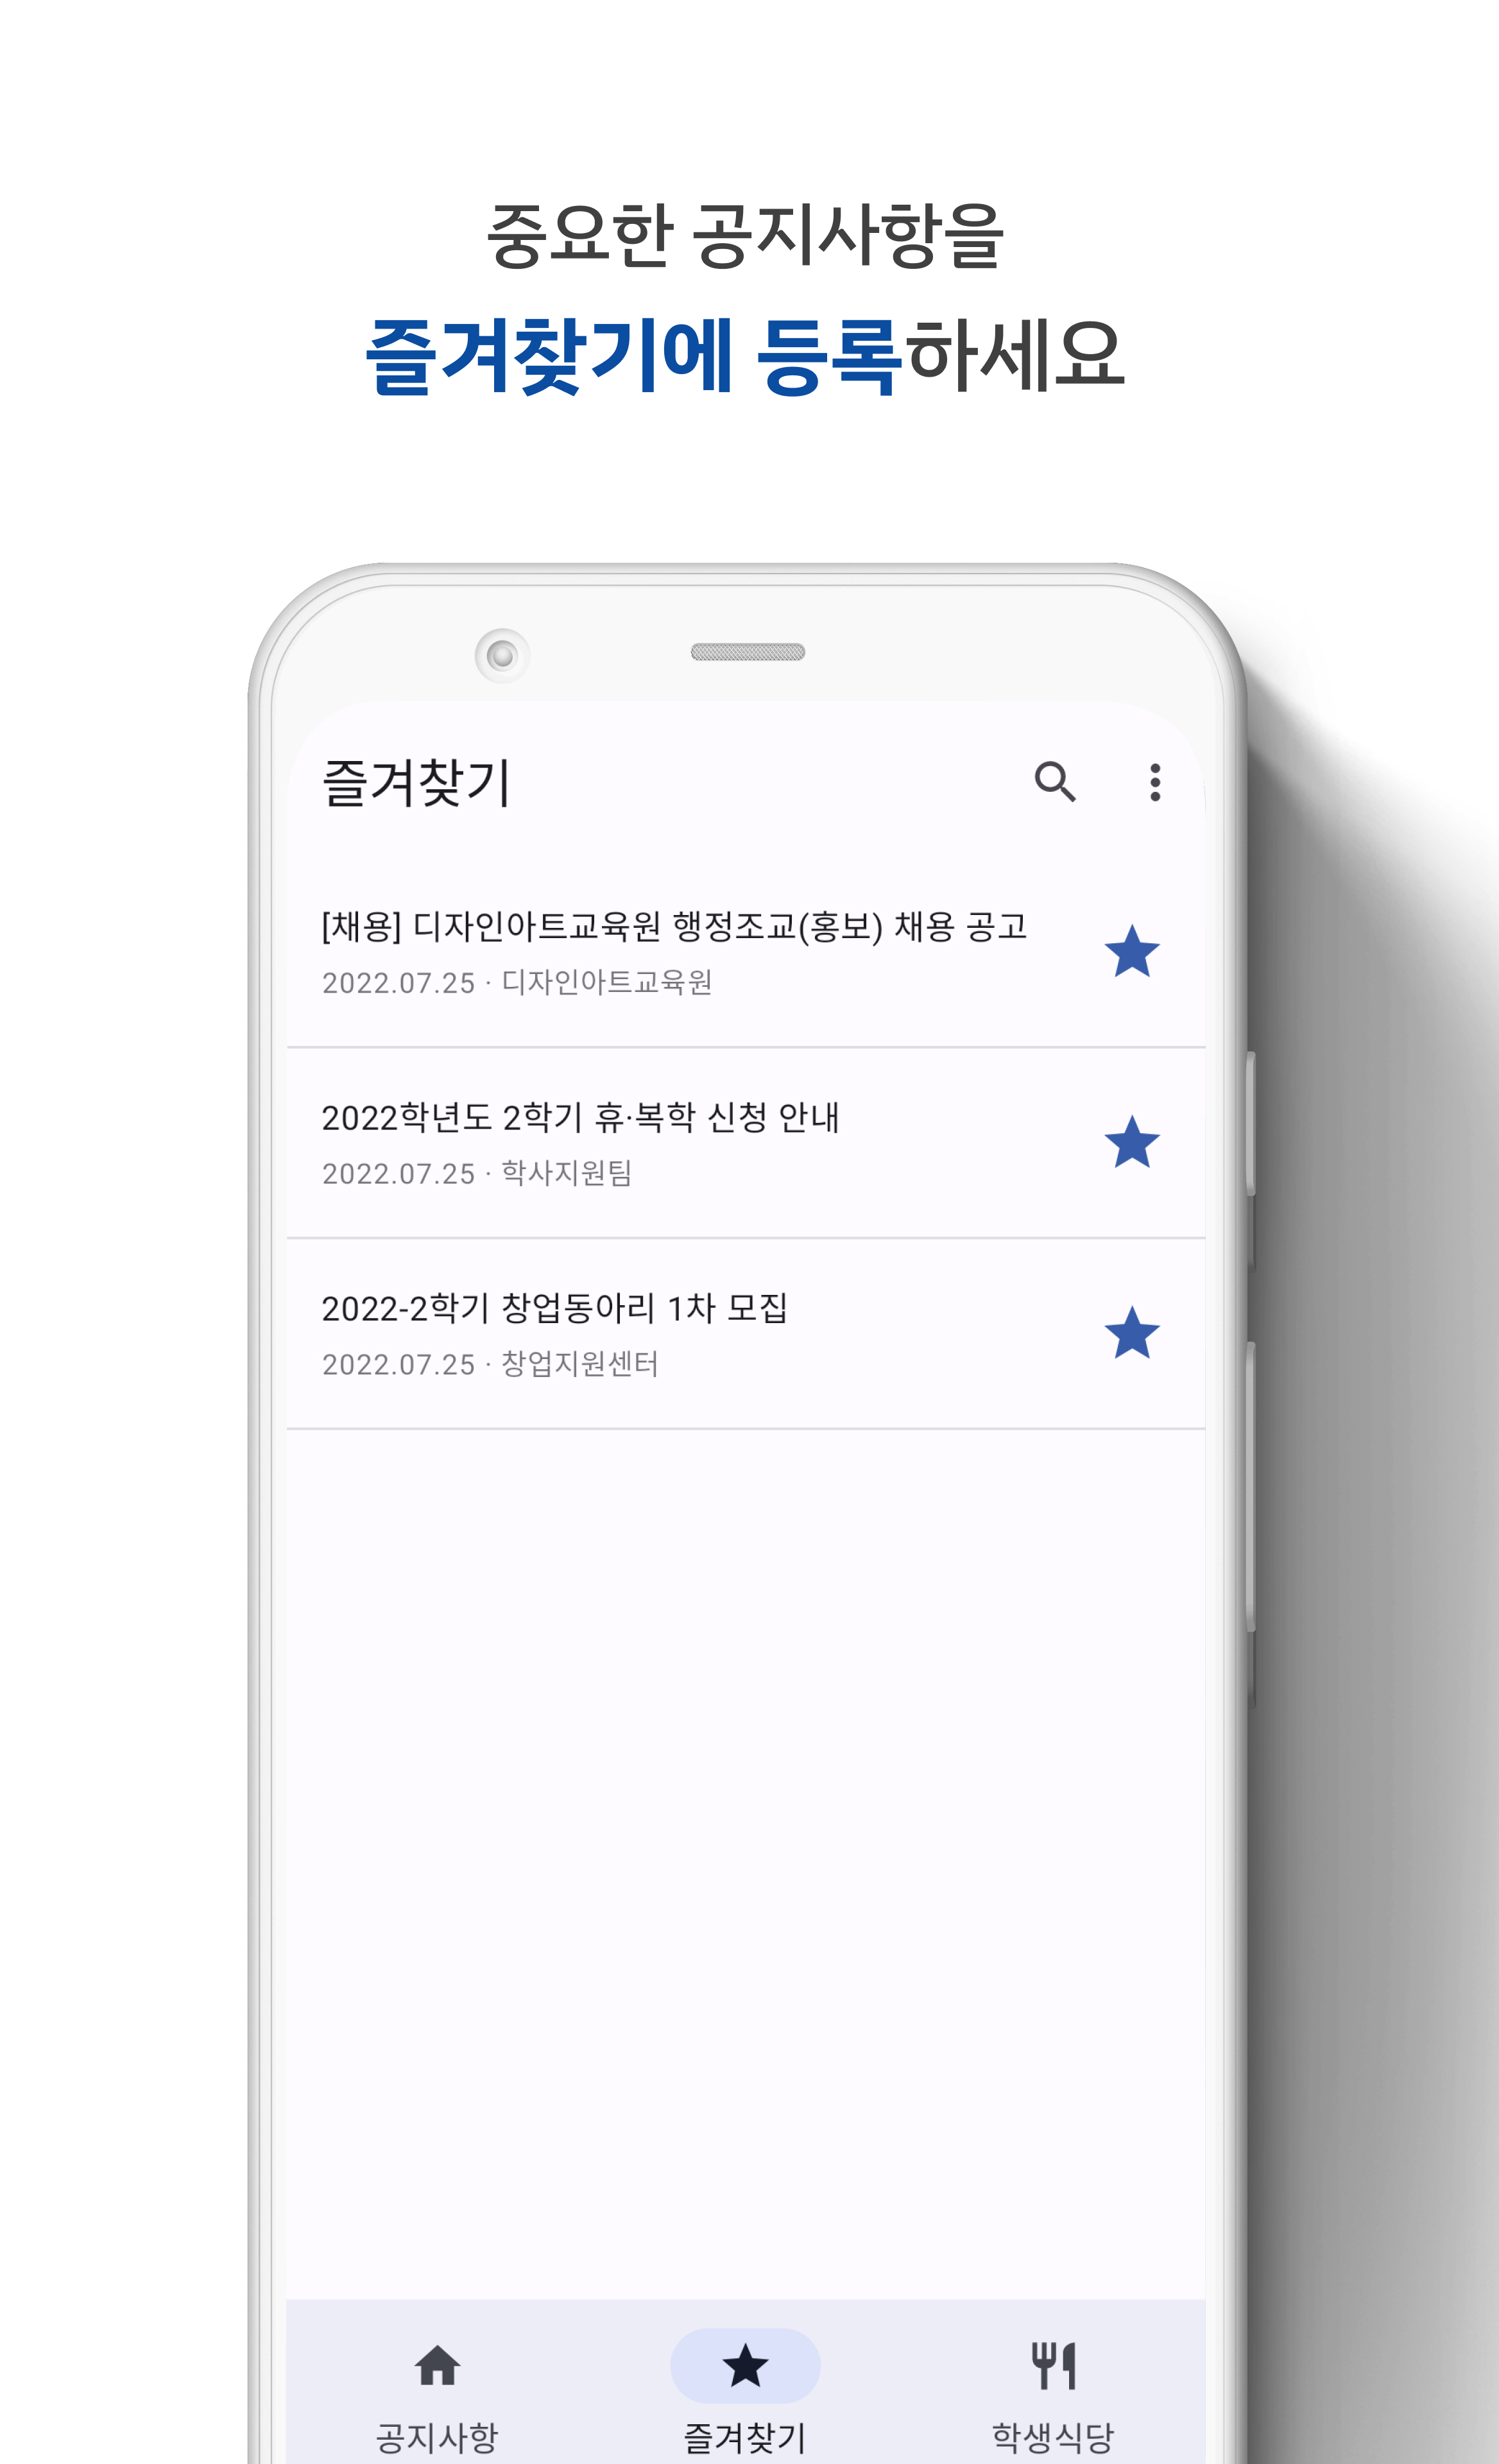 중요한 공지사항을
즐겨찾기에 등록하세요
즐겨찾기
[채용] 디자인아트교육원 행정조교(홍보) 채용 공고
2022.07.25 · 디자인아트교육원
2022학년도 2학기 휴·복학 신청 안내
2022.07.25 · 학사지원팀
2022-2학기 창업동아리 1차 모집
2022.07.25 · 창업지원센터
공지사항 즐겨찾기 학생식당